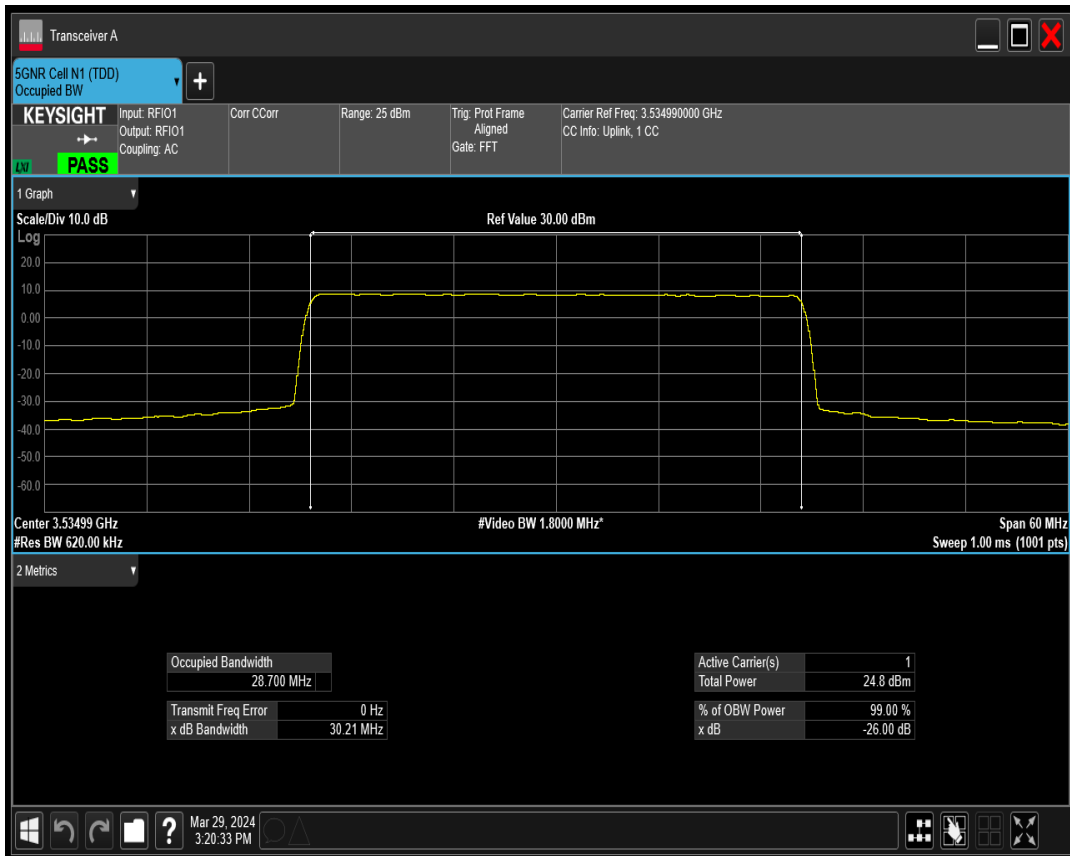 Transceiver A
5GNR Cell N1 (TDD)
Occupied BW
+
KEYSIGHT
LXI
PASS
Input: RFIO1
Output: RFIO1
Coupling: AC
Corr CCorr
Range: 25 dBm
Trig: Prot Frame
Aligned
Gate: FFT
Carrier Ref Freq: 3.534990000 GHz
CC Info: Uplink, 1 CC
1 Graph
Scale/Div 10.0 dB
Ref Value 30.00 dBm
Log
20.0
10.0
0.00
-10.0
-20.0
-30.0
-40.0
-50.0
-60.0
Center 3.53499 GHz
#Video BW 1.8000 MHz*
Span 60 MHz
#Res BW 620.00 kHz
Sweep 1.00 ms (1001 pts)
2 Metrics
Occupied Bandwidth
28.700 MHz
Transmit Freq Error 0 Hz
x dB Bandwidth 30.21 MHz
Active Carrier(s) 1
Total Power 24.8 dBm
% of OBW Power 99.00 %
x dB -26.00 dB
?
Mar 29, 2024
3:20:33 PM